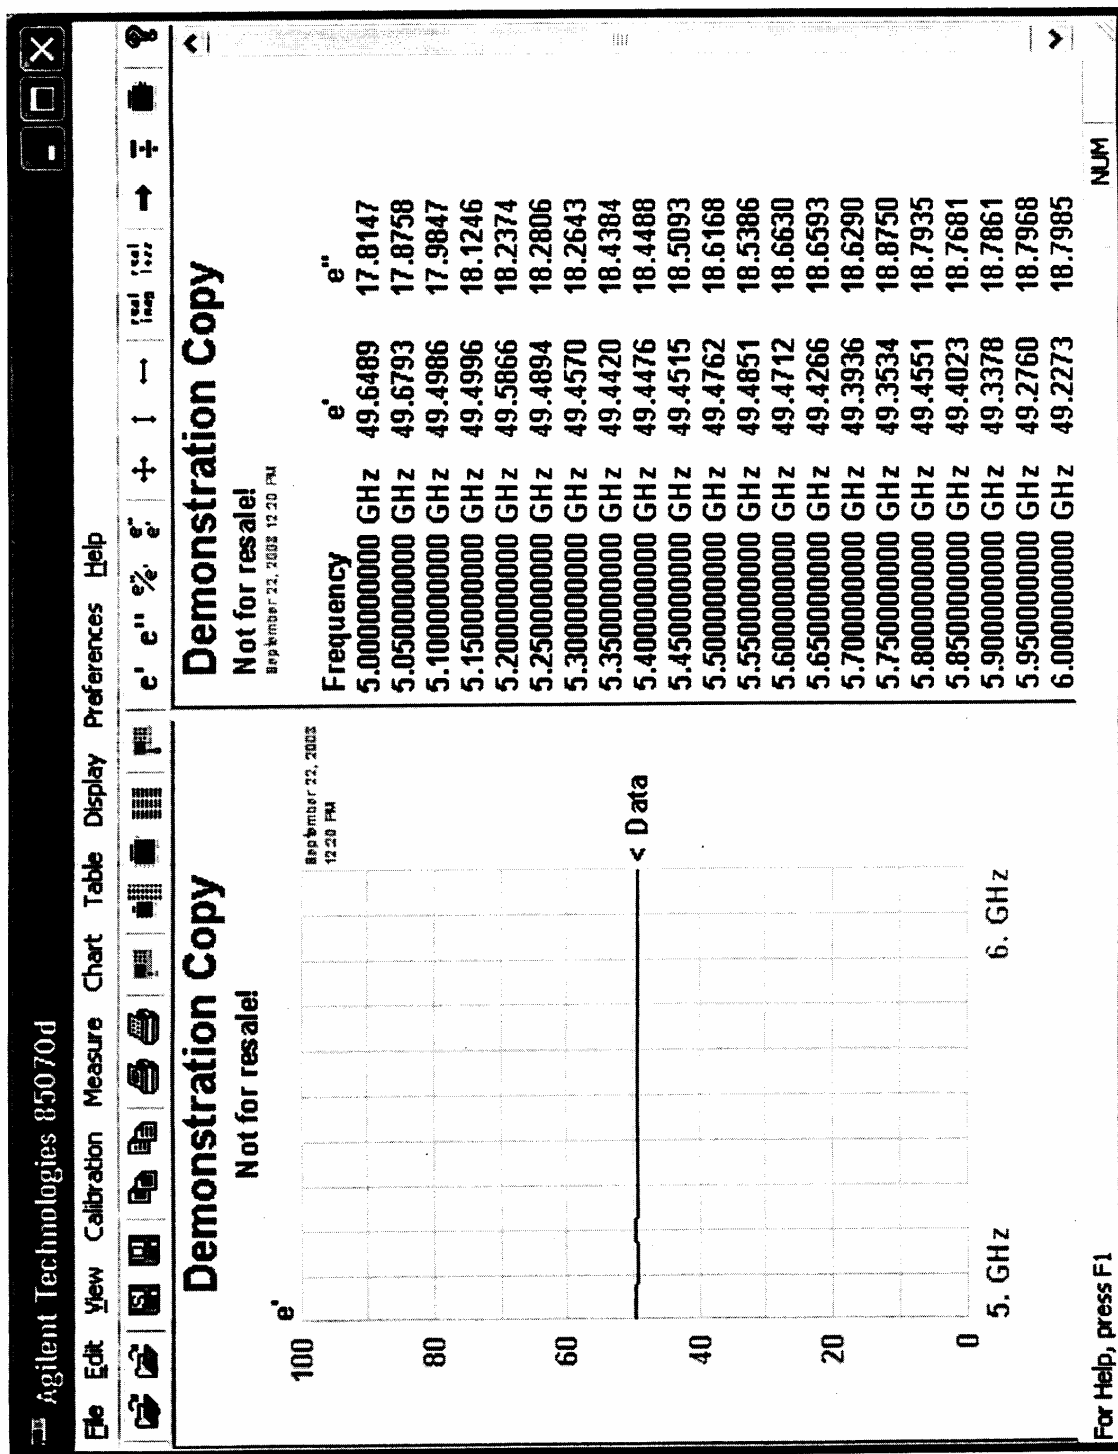 Agilent Technologies 85070d
File Edit View Calibration Measure Chart Table Display Preferences Help
e' e'' e''/e' e'' e' real imag real loss
Demonstration Copy
Not for resale!
September 22, 2008
12:20 PM
e'
100
80
60
40
20
0
< Data
5. GHz 6. GHz
Demonstration Copy
Not for resale!
September 22, 2008 12:20 PM
Frequency e' e''
5.000000000 GHz 49.6489 17.8147
5.050000000 GHz 49.6793 17.8758
5.100000000 GHz 49.4986 17.9847
5.150000000 GHz 49.4996 18.1246
5.200000000 GHz 49.5866 18.2374
5.250000000 GHz 49.4894 18.2806
5.300000000 GHz 49.4570 18.2643
5.350000000 GHz 49.4420 18.4384
5.400000000 GHz 49.4476 18.4488
5.450000000 GHz 49.4515 18.5093
5.500000000 GHz 49.4762 18.6168
5.550000000 GHz 49.4851 18.5386
5.600000000 GHz 49.4712 18.6630
5.650000000 GHz 49.4266 18.6593
5.700000000 GHz 49.3936 18.6290
5.750000000 GHz 49.3534 18.8750
5.800000000 GHz 49.4551 18.7935
5.850000000 GHz 49.4023 18.7681
5.900000000 GHz 49.3378 18.7861
5.950000000 GHz 49.2760 18.7968
6.000000000 GHz 49.2273 18.7985
For Help, press F1
NUM